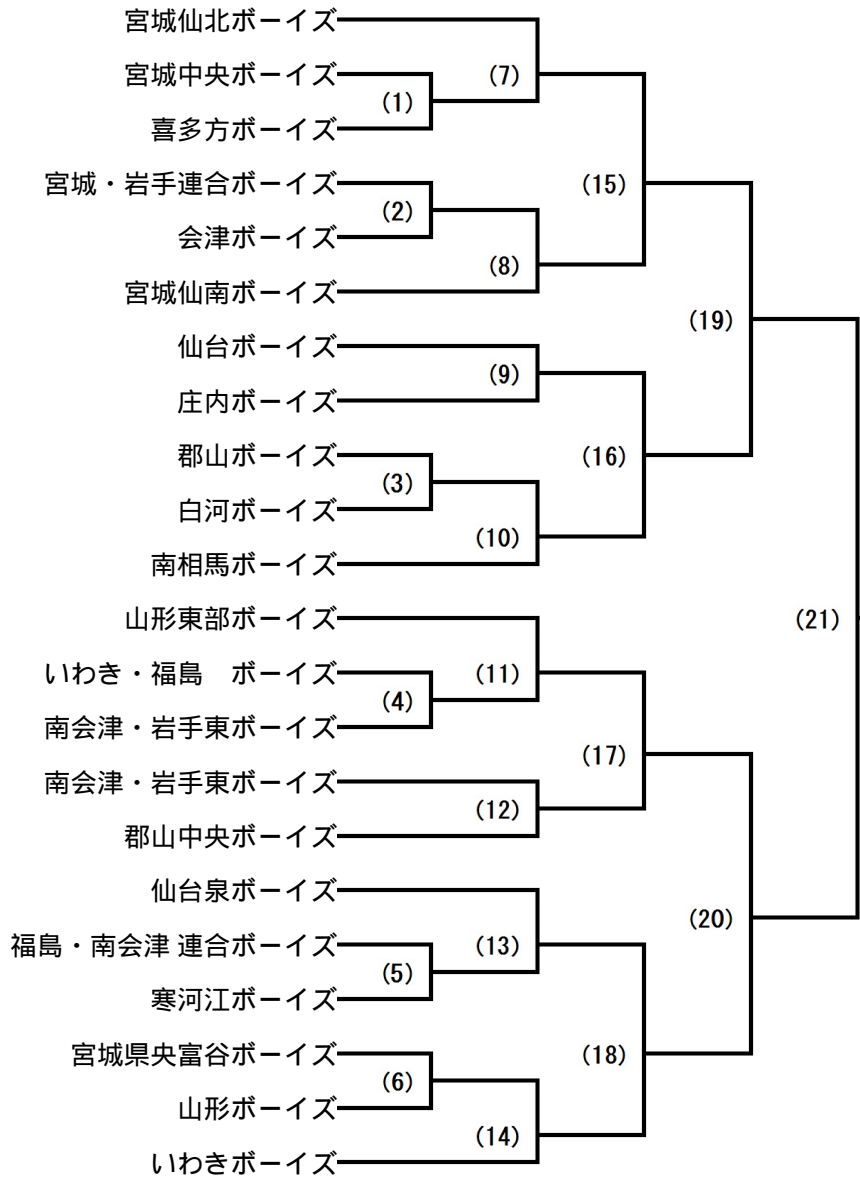 宮城仙北ボーイズ
(7)
宮城中央ボーイズ
(1)
喜多方ボーイズ
宮城・岩手連合ボーイズ
(15)
(2)
会津ボーイズ
(8)
宮城仙南ボーイズ
(19)
仙台ボーイズ
(9)
庄内ボーイズ
郡山ボーイズ
(16)
(3)
白河ボーイズ
(10)
南相馬ボーイズ
山形東部ボーイズ
(21)
いわき・福島　ボーイズ
(11)
(4)
南会津・岩手東ボーイズ
(17)
南会津・岩手東ボーイズ
(12)
郡山中央ボーイズ
仙台泉ボーイズ
(20)
福島・南会津 連合ボーイズ
(13)
(5)
寒河江ボーイズ
宮城県央富谷ボーイズ
(18)
(6)
山形ボーイズ
(14)
いわきボーイズ